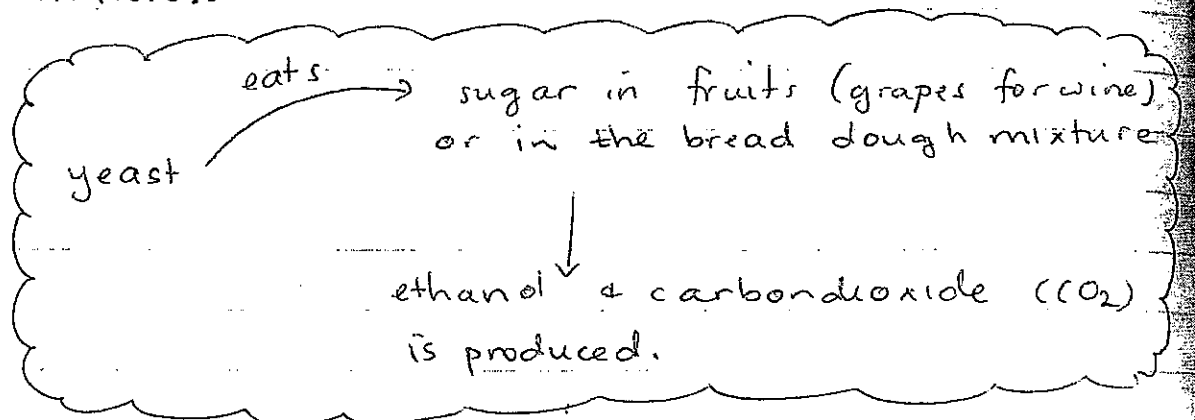 eats
sugar in fruits (grapes for wine)
or in the bread dough mixture
yeast
ethanol & carbondioxide (CO2)
is produced.